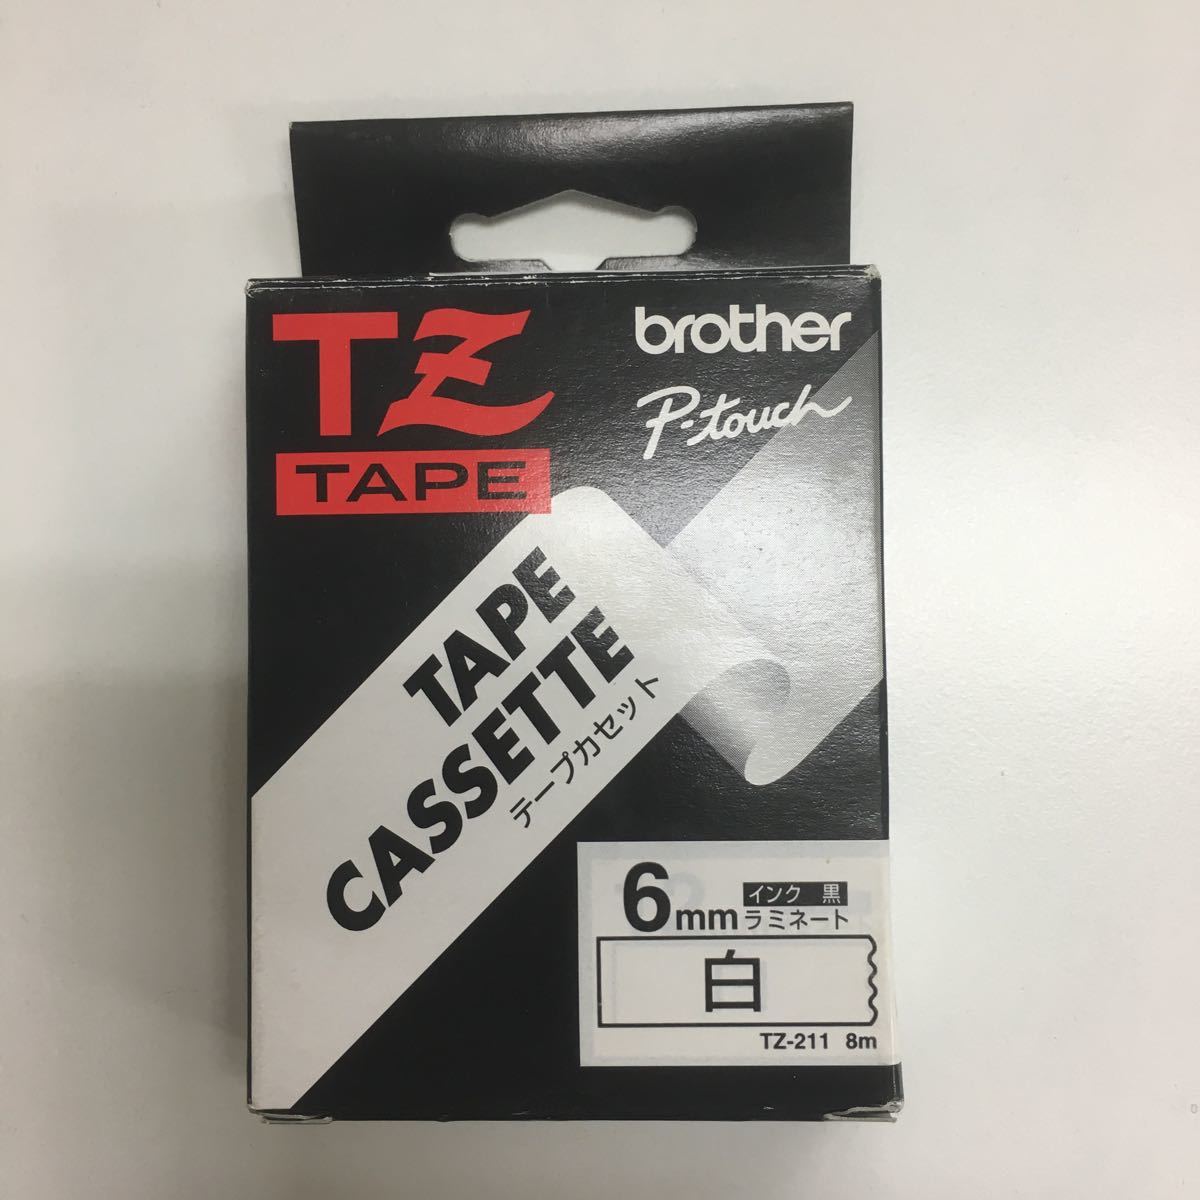 TZ
TAPE
brother
P-touch
TAPE
CASSETTE
テープカセット
6mm
インク 黒
ラミネート
白
TZ-211 8m